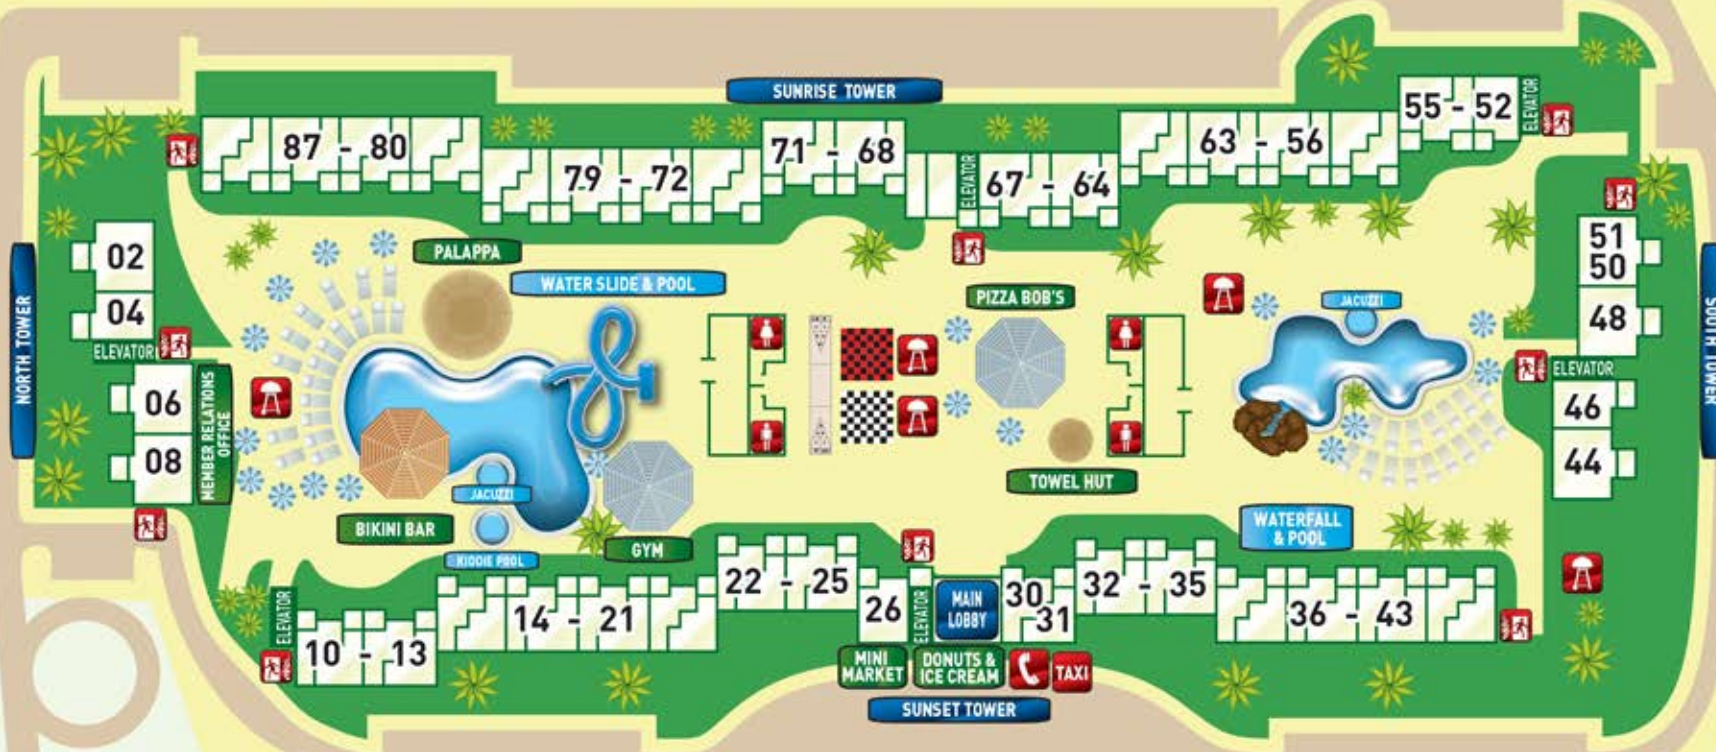 SUNRISE TOWER
55 - 52
ELEVATOR
87 - 80
79 - 72
71 - 68
ELEVATOR
67 - 64
63 - 56
NORTH TOWER
02
04
ELEVATOR
06
08
MEMBER RELATIONS
OFFICE
PALAPPA
WATER SLIDE & POOL
PIZZA BOB'S
JACUZZI
51
50
48
ELEVATOR
46
44
SOUTH TOWER
JACUZZI
BIKINI BAR
KIDDIE POOL
GYM
TOWEL HUT
WATERFALL
& POOL
ELEVATOR
10 - 13
14 - 21
22 - 25
26
ELEVATOR
MAIN
LOBBY
30
31
32 - 35
36 - 43
MINI
MARKET
DONUTS &
ICE CREAM
TAXI
SUNSET TOWER